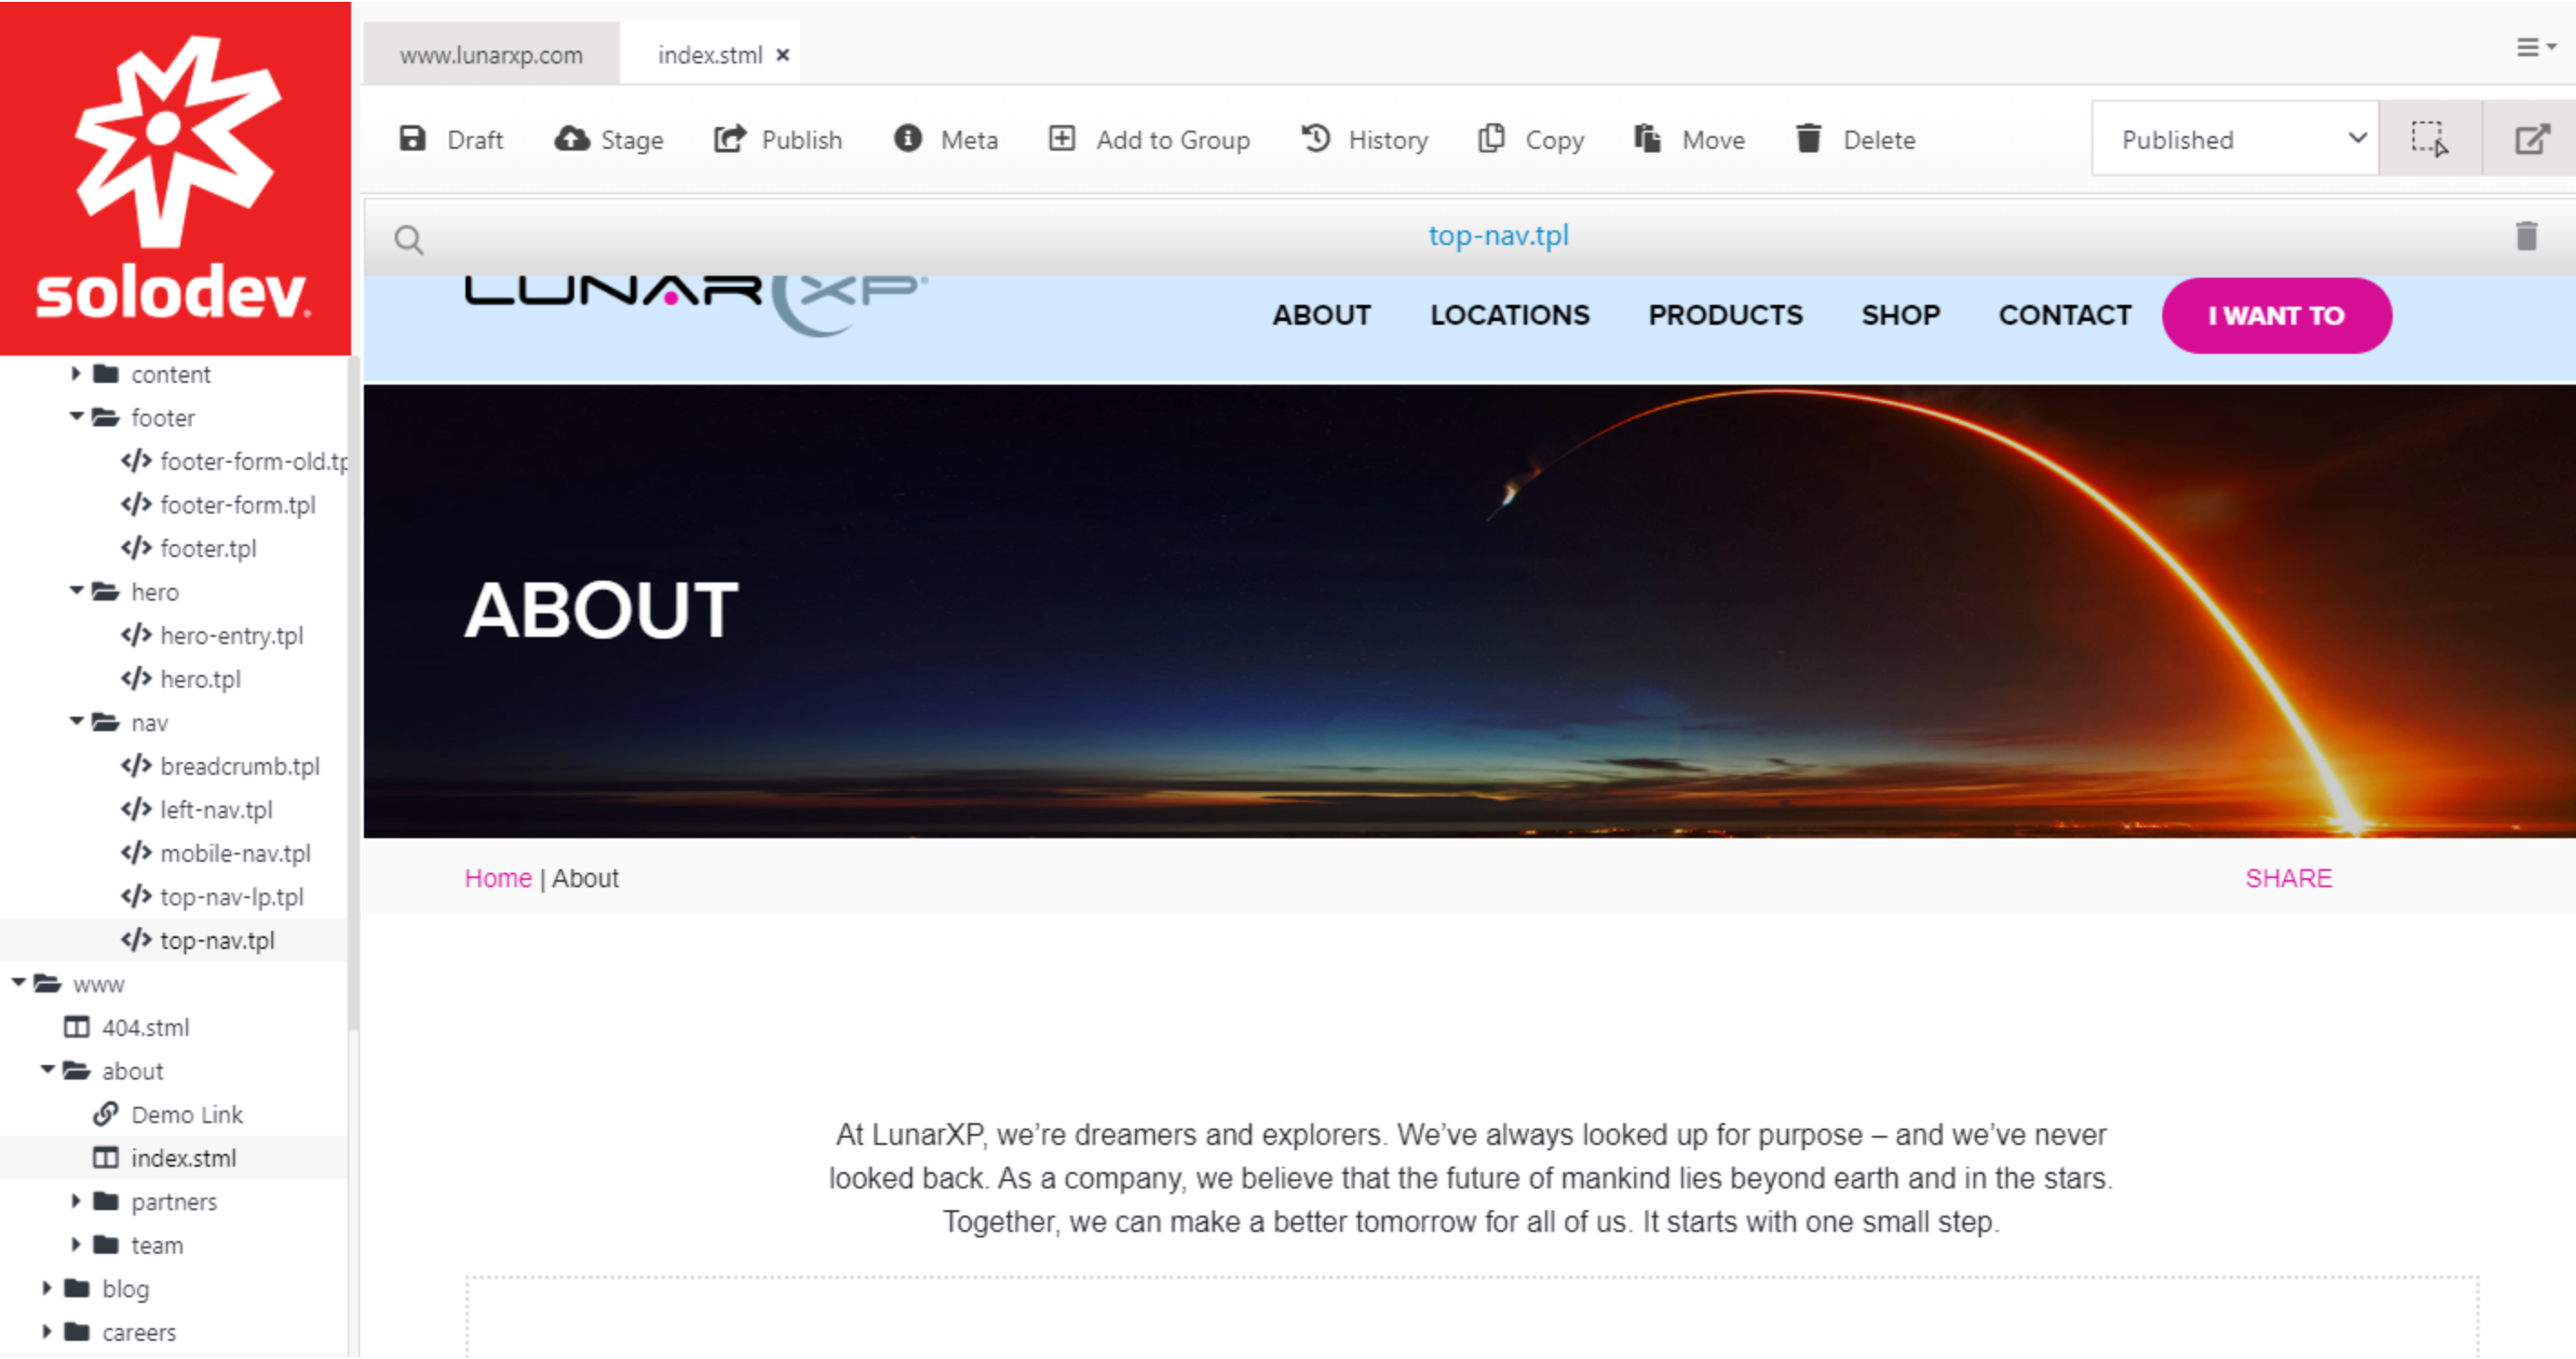 solodev.
www.lunarxp.com
index.stml ×
Draft
Stage
Publish
Meta
Add to Group
History
Copy
Move
Delete
Published
top-nav.tpl
LUNAR XP
ABOUT
LOCATIONS
PRODUCTS
SHOP
CONTACT
I WANT TO
content
footer
footer-form-old.tp
footer-form.tpl
footer.tpl
hero
hero-entry.tpl
hero.tpl
nav
breadcrumb.tpl
left-nav.tpl
mobile-nav.tpl
top-nav-lp.tpl
top-nav.tpl
www
404.stml
about
Demo Link
index.stml
partners
team
blog
careers
ABOUT
Home | About
SHARE
At LunarXP, we’re dreamers and explorers. We’ve always looked up for purpose – and we’ve never
looked back. As a company, we believe that the future of mankind lies beyond earth and in the stars.
Together, we can make a better tomorrow for all of us. It starts with one small step.